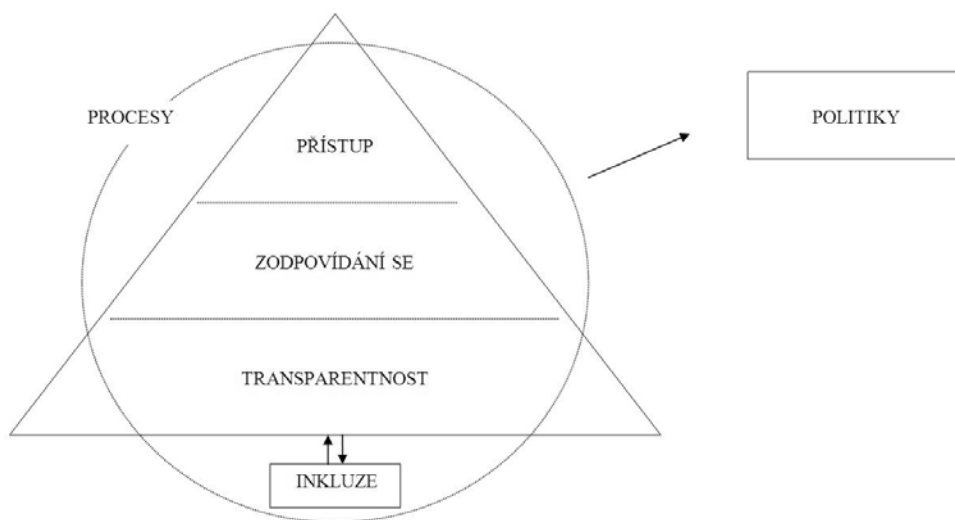 PROCESY
POLITIKY
PŘÍSTUP
ZODPOVÍDÁNÍ SE
TRANSPARENTNOST
INKLUZE